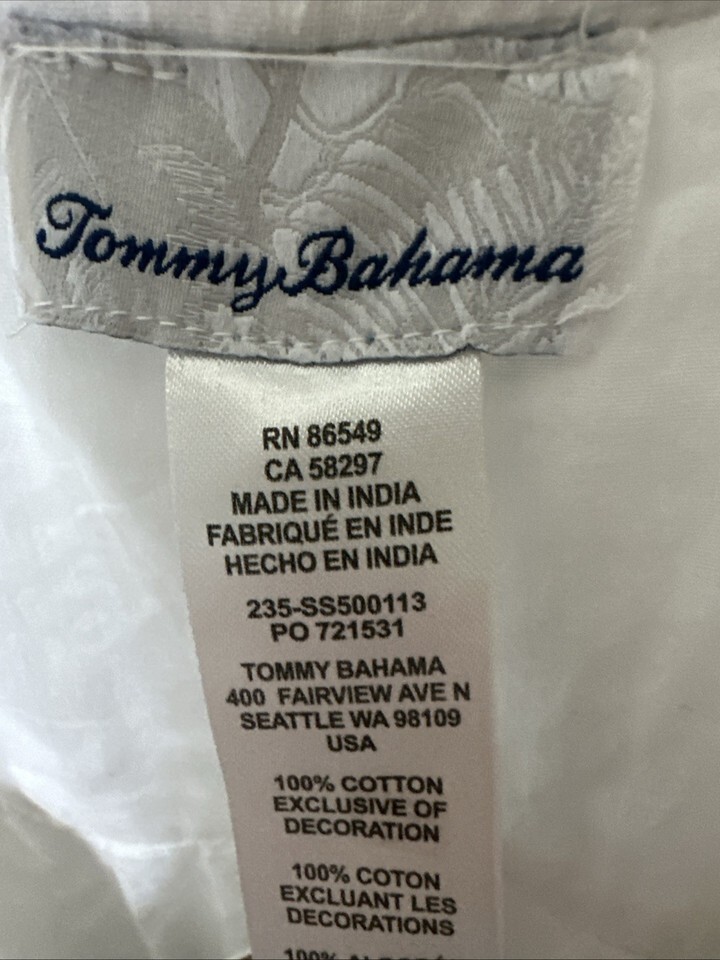 Tommy Bahama
RN 86549
CA 58297
MADE IN INDIA
FABRIQUÉ EN INDE
HECHO EN INDIA
235-SS500113
PO 721531
TOMMY BAHAMA
400 FAIRVIEW AVE N
SEATTLE WA 98109
USA
100% COTTON
EXCLUSIVE OF
DECORATION
100% COTON
EXCLUANT LES
DECORATIONS
100%